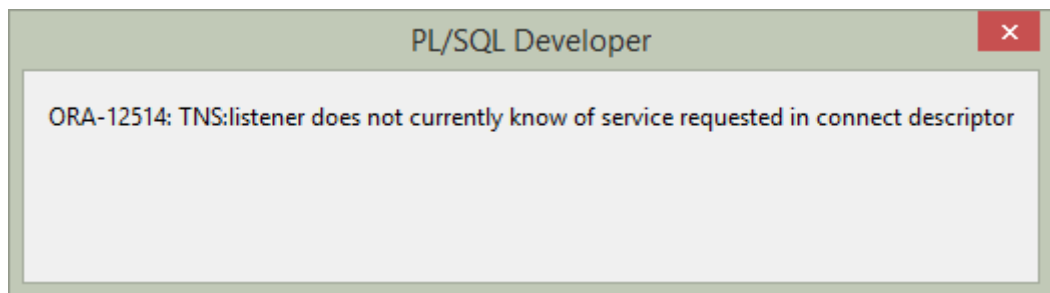 PL/SQL Developer
ORA-12514: TNS:listener does not currently know of service requested in connect descriptor